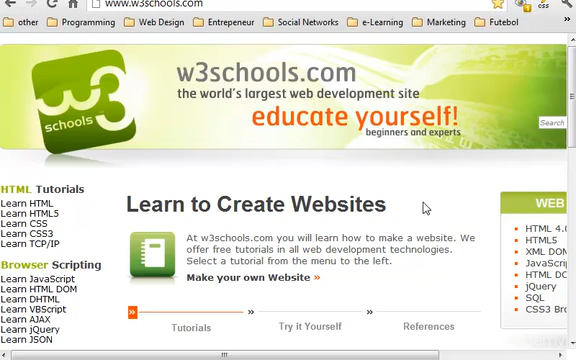 www.w3schools.com
css
other Programming Web Design Entrepeneur Social Networks e-Learning Marketing Futebol
w3
schools
w3schools.com
the world's largest web development site
educate yourself!
beginners and experts
Search
HTML Tutorials
Learn HTML
Learn HTML5
Learn CSS
Learn CSS3
Learn TCP/IP
Browser Scripting
Learn JavaScript
Learn HTML DOM
Learn DHTML
Learn VBScript
Learn AJAX
Learn jQuery
Learn JSON
Learn to Create Websites
At w3schools.com you will learn how to make a website. We
offer free tutorials in all web development technologies.
Select a tutorial from the menu to the left.
Make your own Website »
» » »
Tutorials Try it Yourself References
WEB
HTML 4.0
HTML5
XML DOM
JavaScrip
HTML DO
jQuery
SQL
CSS3 Bro